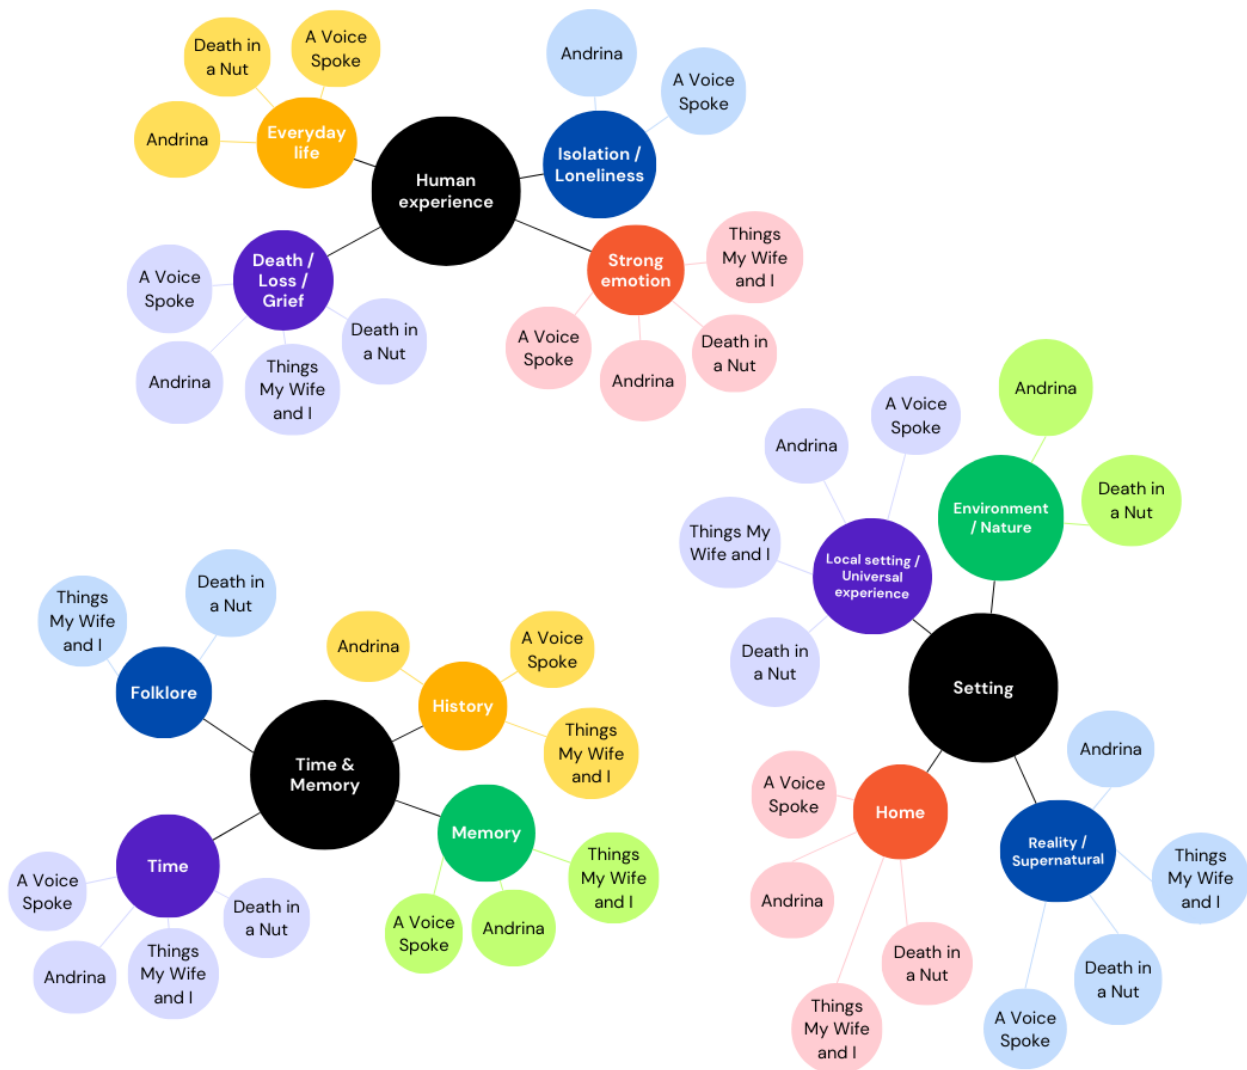 Human
experience
Everyday
life
Death in
a Nut
A Voice
Spoke
Andrina
Isolation /
Loneliness
Andrina
A Voice
Spoke
Death /
Loss /
Grief
A Voice
Spoke
Andrina
Things
My Wife
and I
Death in
a Nut
Strong
emotion
Things
My Wife
and I
A Voice
Spoke
Andrina
Death in
a Nut
Setting
Environment
/ Nature
Andrina
Death in
a Nut
Local setting /
Universal
experience
Andrina
A Voice
Spoke
Things My
Wife and I
Death in
a Nut
Home
A Voice
Spoke
Andrina
Things
My Wife
and I
Death in
a Nut
Reality /
Supernatural
Andrina
Things
My Wife
and I
Death in
a Nut
A Voice
Spoke
Time &
Memory
Folklore
Things
My Wife
and I
Death in
a Nut
History
Andrina
A Voice
Spoke
Things
My Wife
and I
Memory
Things
My Wife
and I
A Voice
Spoke
Andrina
Time
A Voice
Spoke
Andrina
Things
My Wife
and I
Death in
a Nut